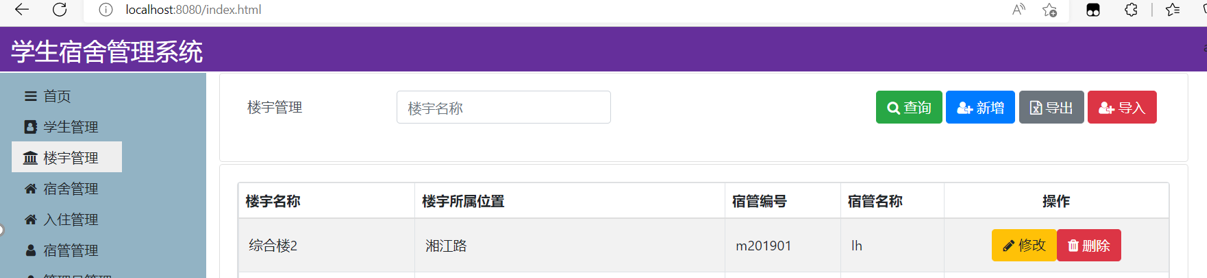 localhost:8080/index.html
学生宿舍管理系统
首页
学生管理
楼宇管理
宿舍管理
入住管理
宿管管理
楼宇管理 楼宇名称 查询 新增 导出 导入
楼宇名称 楼宇所属位置 宿管编号 宿管名称 操作
综合楼2 湘江路 m201901 lh 修改 删除